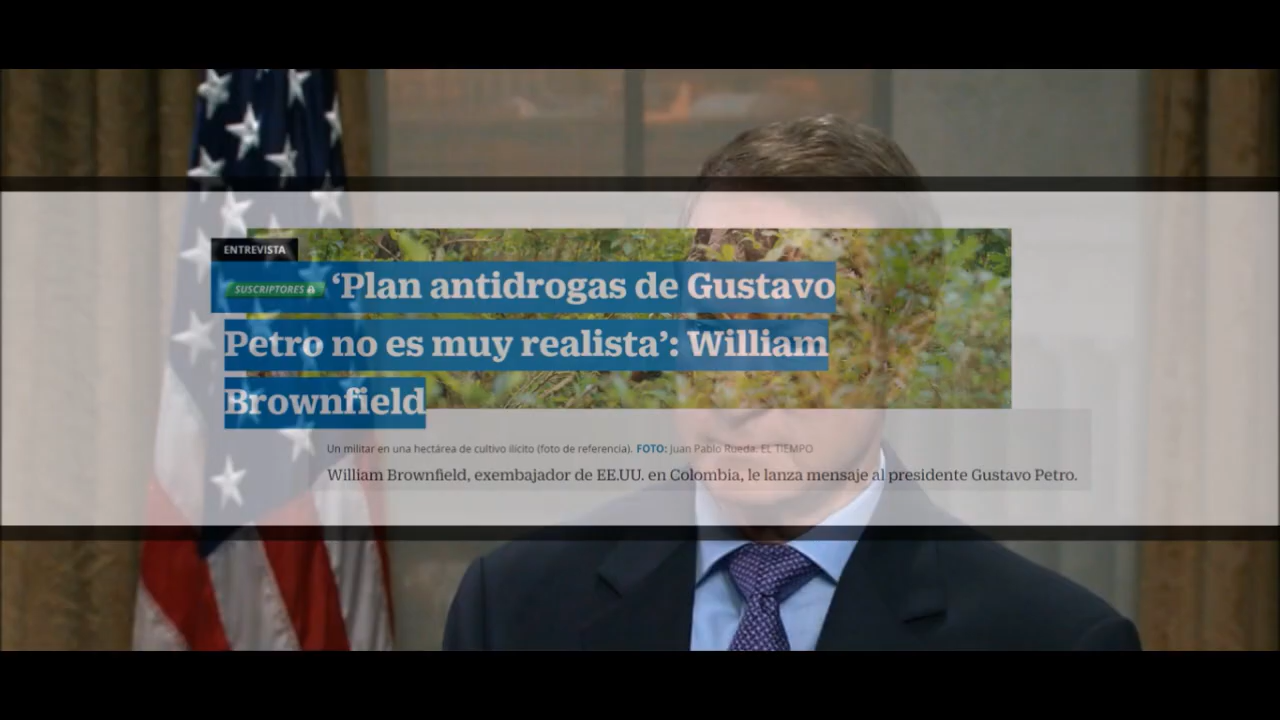 ENTREVISTA
SUSCRIPTORES ‘Plan antidrogas de Gustavo
Petro no es muy realista’: William
Brownfield
Un militar en una hectárea de cultivo ilícito (foto de referencia). FOTO: Juan Pablo Rueda. EL TIEMPO
William Brownfield, exembajador de EE.UU. en Colombia, le lanza mensaje al presidente Gustavo Petro.